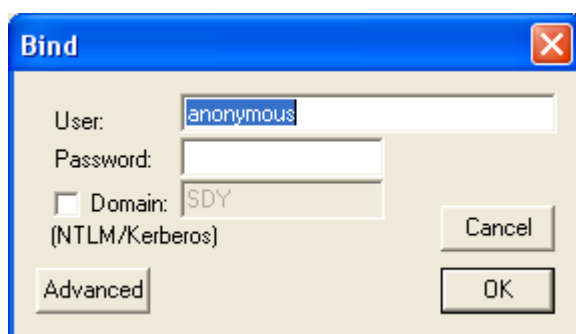 Bind
User: anonymous
Password:
Domain: SDY
(NTLM/Kerberos)
Cancel
Advanced
OK